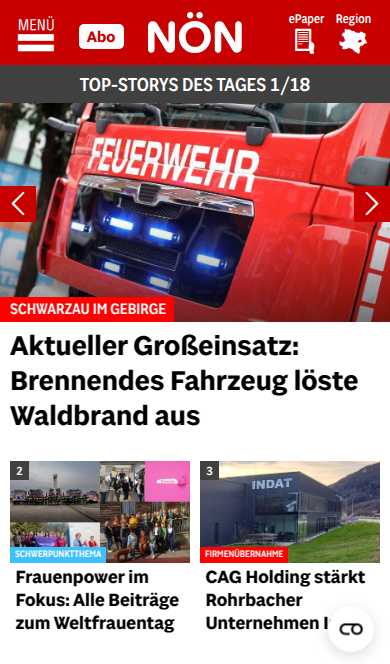 MENÜ
Abo
NÖN
ePaper
Region
TOP-STORYS DES TAGES 1/18
FEUERWEHR
SCHWARZAU IM GEBIRGE
Aktueller Großeinsatz:
Brennendes Fahrzeug löste
Waldbrand aus
2
SCHWERPUNKTTHEMA
Frauenpower im
Fokus: Alle Beiträge
zum Weltfrauentag
3
INDAT
FIRMENÜBERNAHME
CAG Holding stärkt
Rohrbacher
Unternehmen